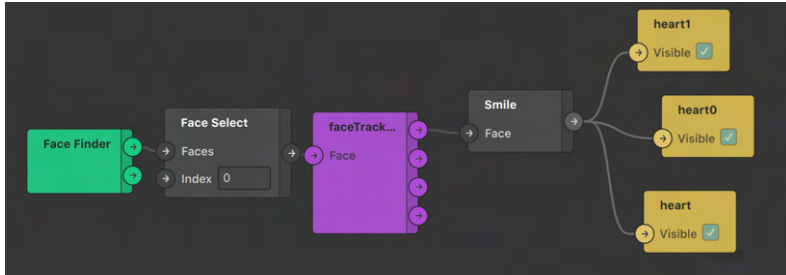 Face Finder
Face Select
Faces
Index 0
faceTrack...
Face
Smile
Face
heart1
Visible
heart0
Visible
heart
Visible